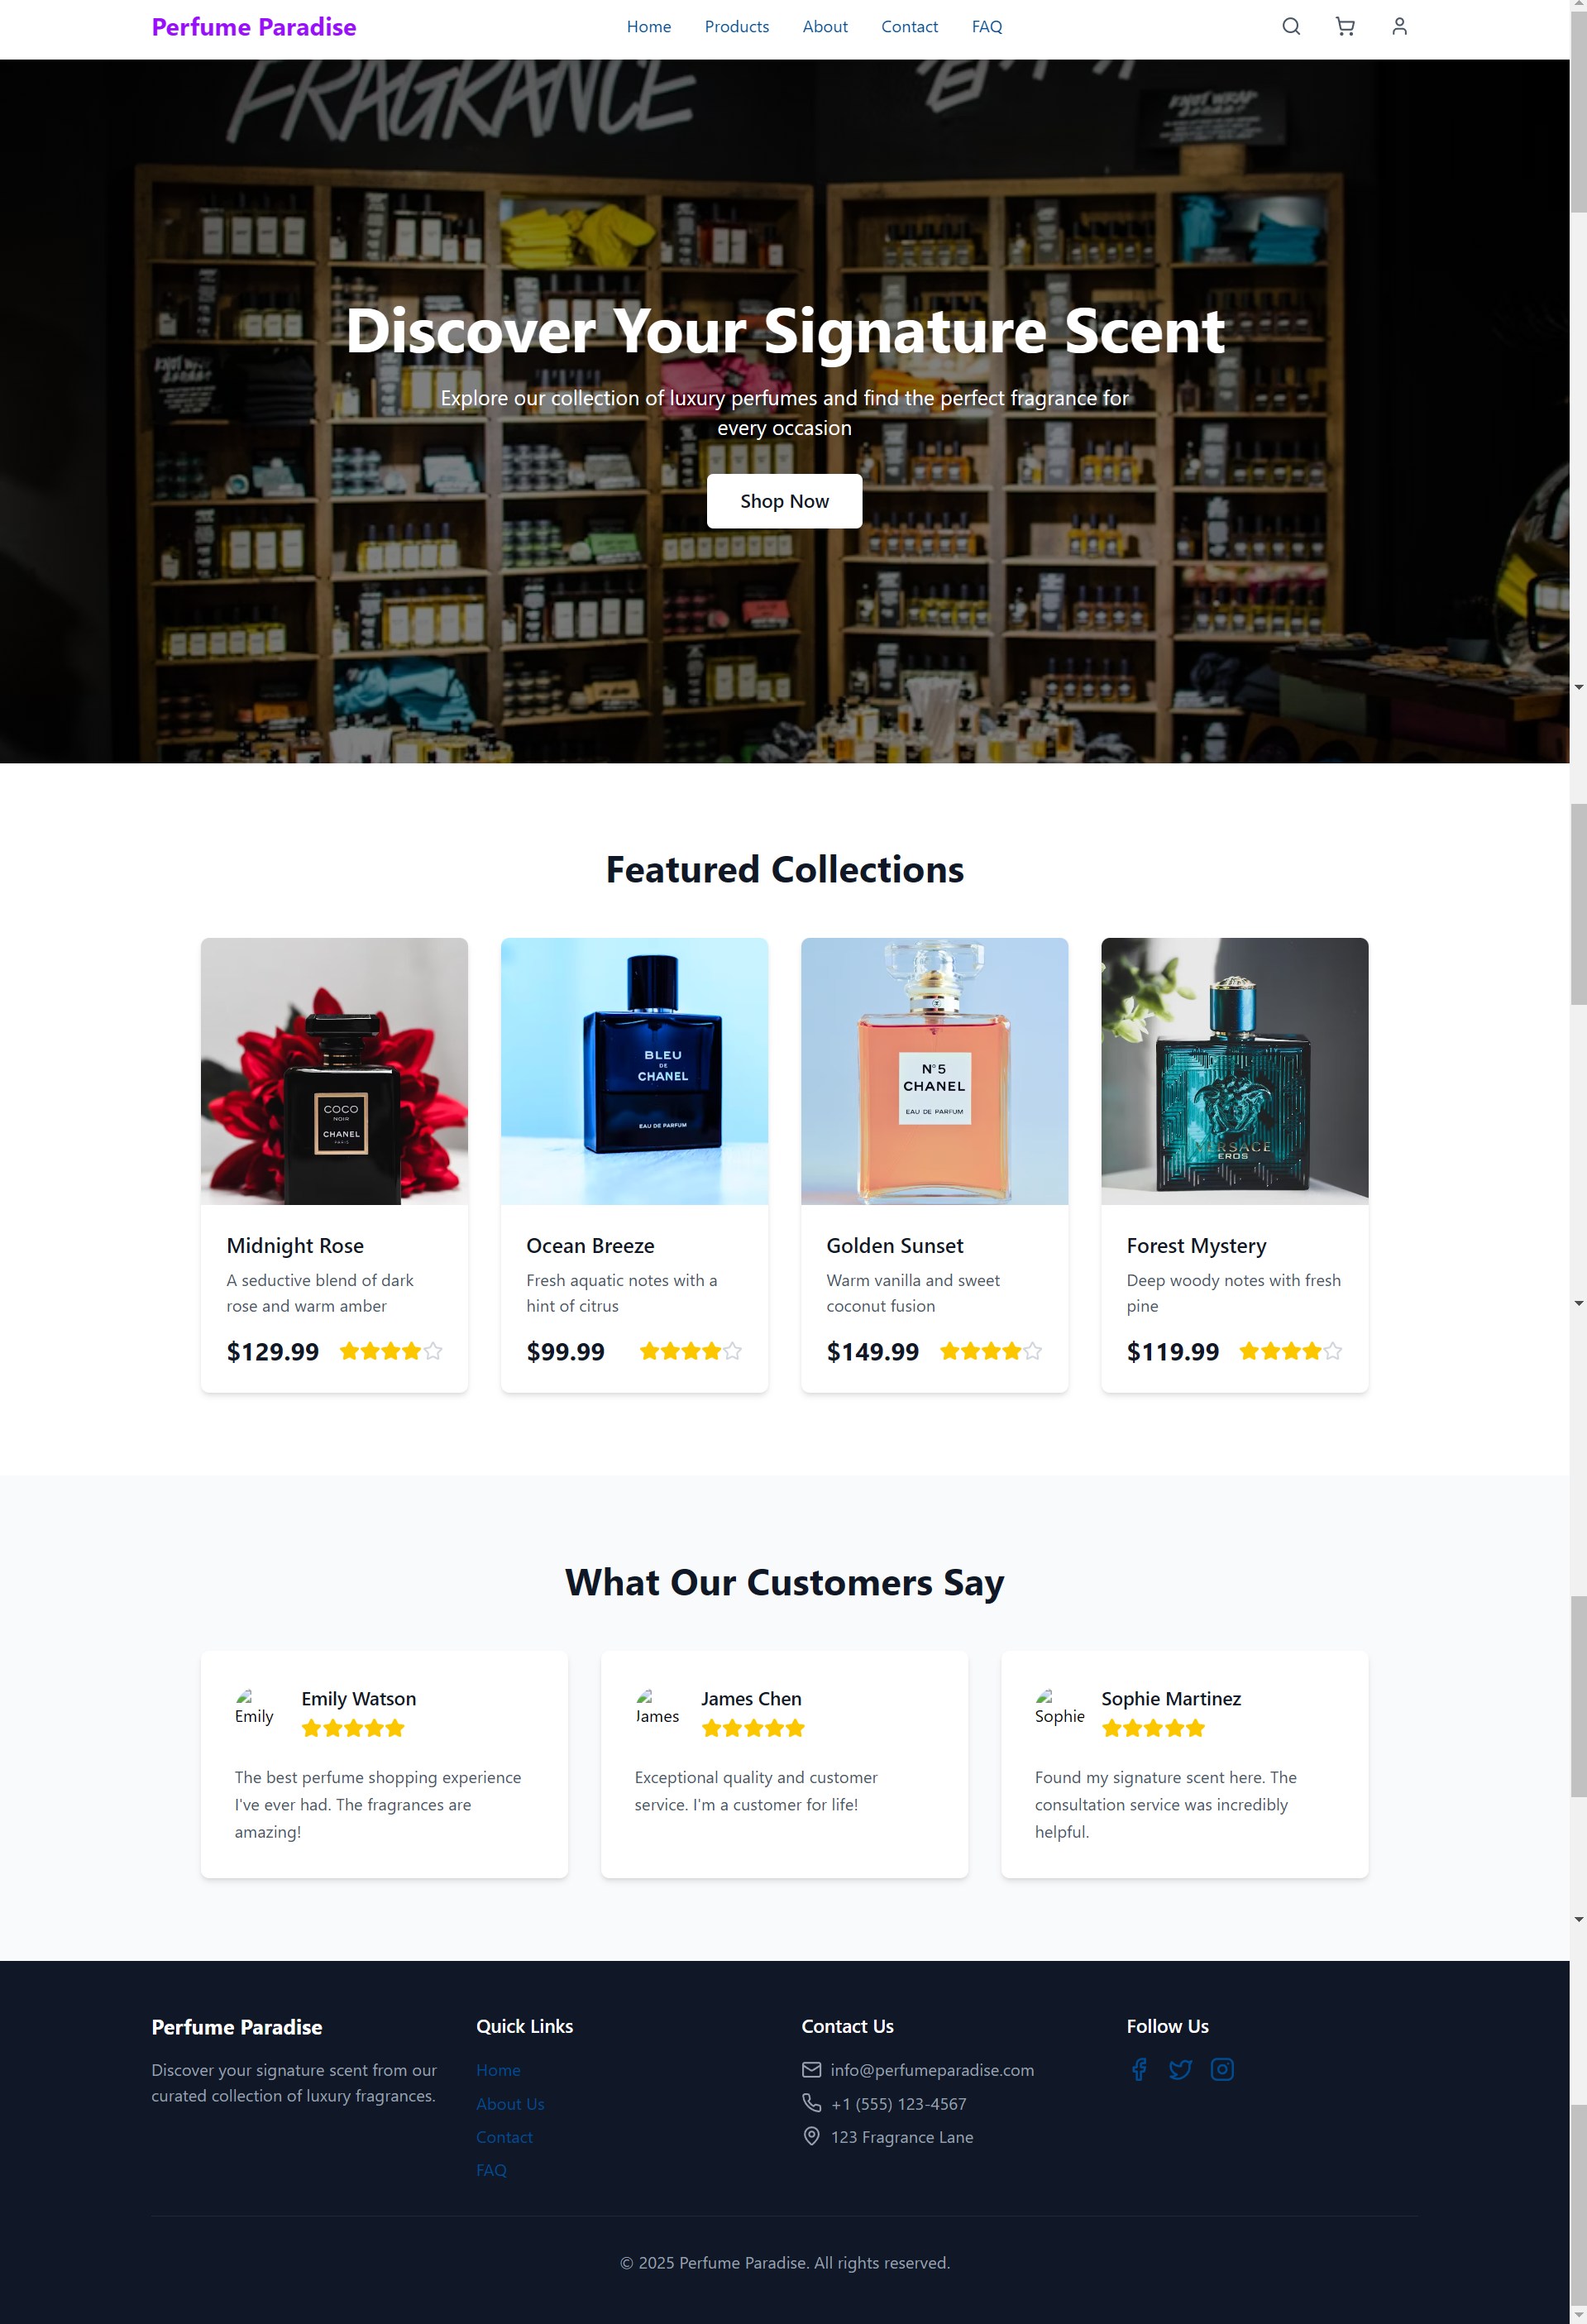 Perfume Paradise
Home Products About Contact FAQ
FRAGRANCE
KNOT WRAP
Discover Your Signature Scent
Explore our collection of luxury perfumes and find the perfect fragrance for
every occasion
Shop Now
Featured Collections
COCO
NOIR
CHANEL
PARIS
BLEU
DE
CHANEL
EAU DE PARFUM
N°5
CHANEL
EAU DE PARFUM
VERSACE
EROS
Midnight Rose
A seductive blend of dark
rose and warm amber
$129.99
Ocean Breeze
Fresh aquatic notes with a
hint of citrus
$99.99
Golden Sunset
Warm vanilla and sweet
coconut fusion
$149.99
Forest Mystery
Deep woody notes with fresh
pine
$119.99
What Our Customers Say
Emily
Emily Watson
The best perfume shopping experience
I've ever had. The fragrances are
amazing!
James
James Chen
Exceptional quality and customer
service. I'm a customer for life!
Sophie
Sophie Martinez
Found my signature scent here. The
consultation service was incredibly
helpful.
Perfume Paradise
Discover your signature scent from our
curated collection of luxury fragrances.
Quick Links
Home
About Us
Contact
FAQ
Contact Us
info@perfumeparadise.com
+1 (555) 123-4567
123 Fragrance Lane
Follow Us
© 2025 Perfume Paradise. All rights reserved.